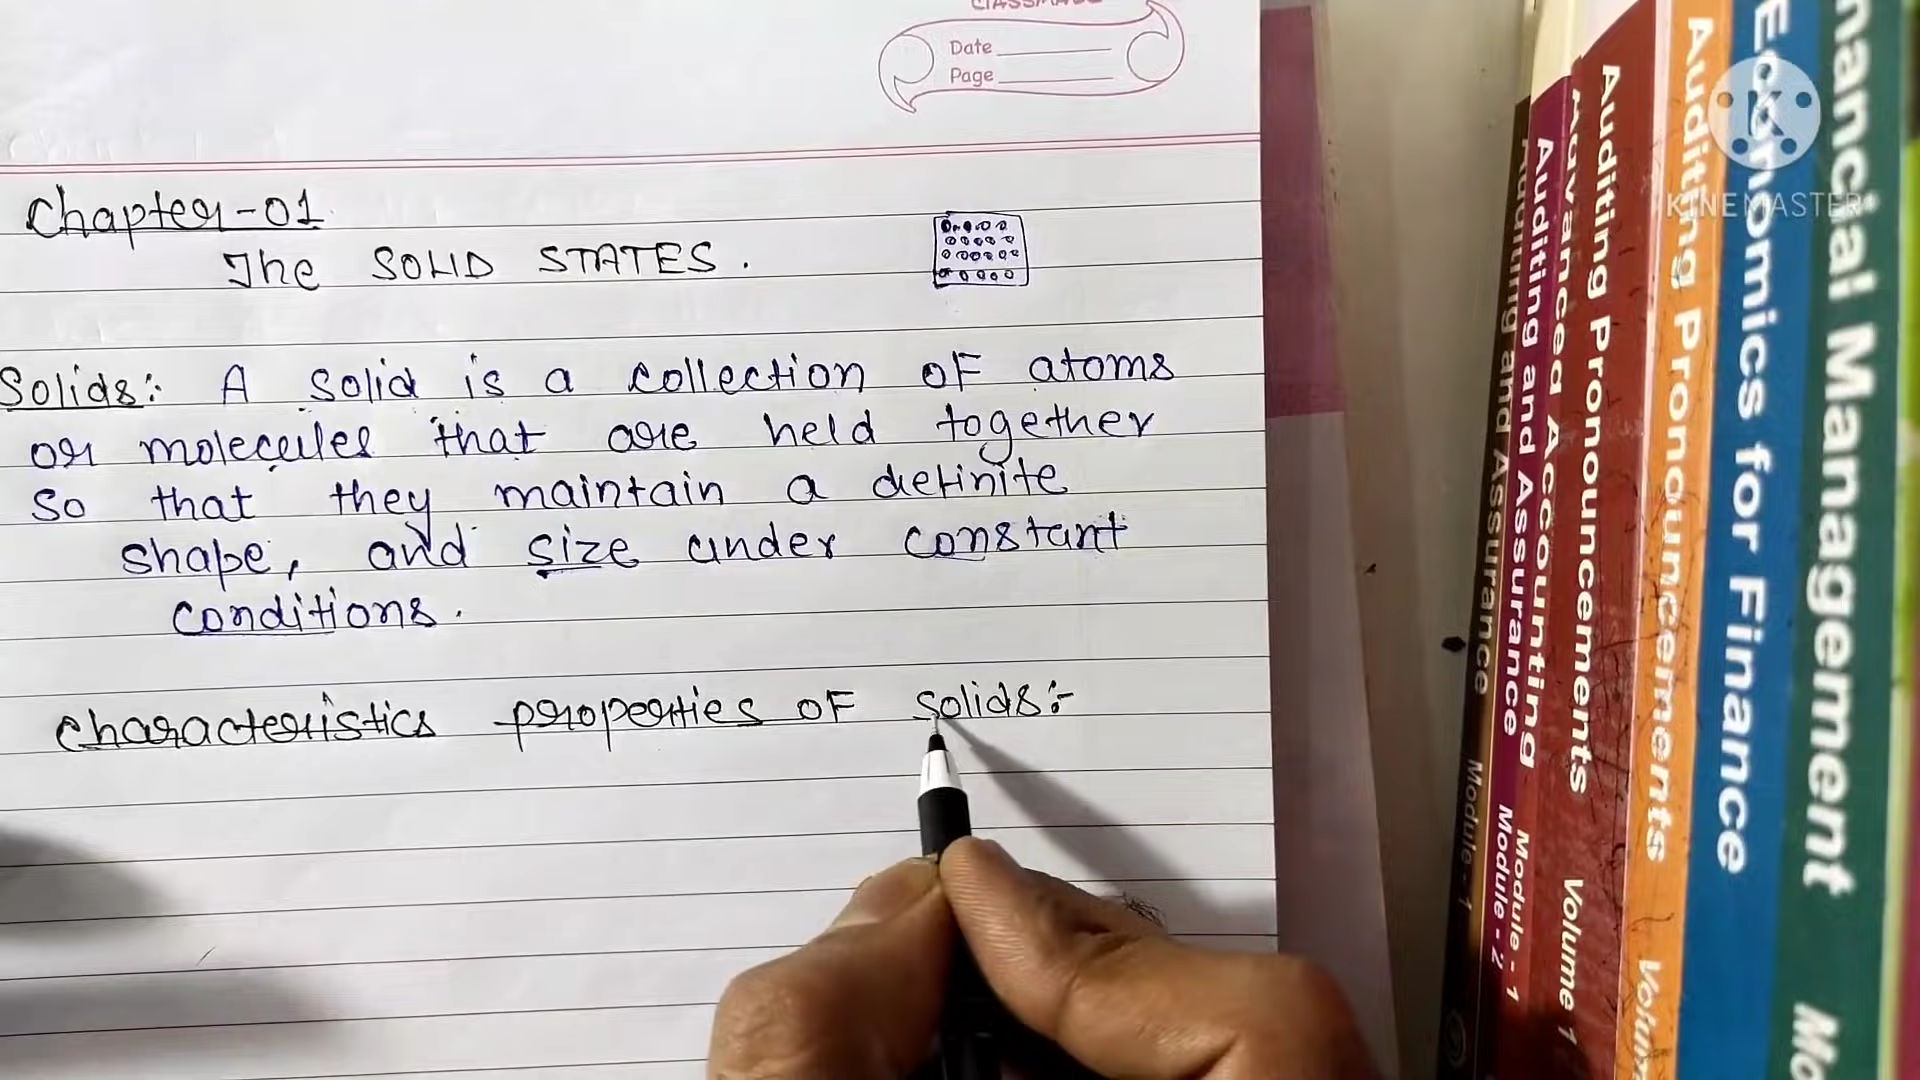 Date
Page
Chapter-01
The SOLID STATES.
Solids:- A solid is a collection of atoms
or molecules that are held together
so that they maintain a definite
shape, and size under constant
conditions.
characteristics properties of solids:-
Auditing and Assurance Module - 1
Auditing and Assurance Module - 2
Advanced Accounting Module - 1
Auditing Pronouncements Volume 1
Auditing Pronouncements
Economics for Finance
Management
KINEMASTER